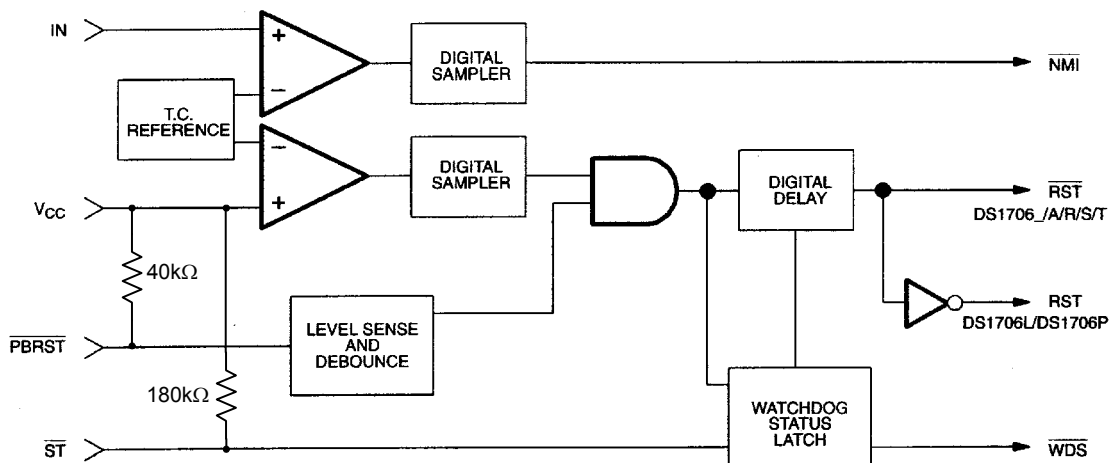 IN
+
−
T.C.
REFERENCE
DIGITAL
SAMPLER
NMI
−
+
DIGITAL
SAMPLER
DIGITAL
DELAY
RST
DS1706_/A/R/S/T
VCC
40kΩ
RST
DS1706L/DS1706P
PBRST
LEVEL SENSE
AND
DEBOUNCE
180kΩ
WATCHDOG
STATUS
LATCH
ST
WDS